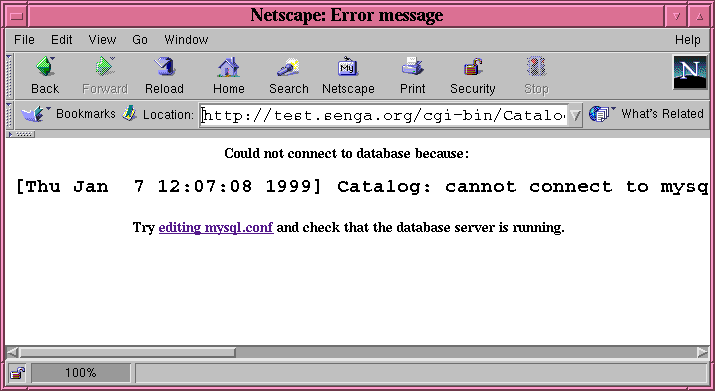 Netscape: Error message
File Edit View Go Window Help
Back Forward Reload Home Search Netscape Print Security Stop
My
N
Bookmarks Location: http://test.senga.org/cgi-bin/Catalo What's Related
Could not connect to database because:
[Thu Jan  7 12:07:08 1999] Catalog: cannot connect to mysq
Try editing mysql.conf and check that the database server is running.
100%